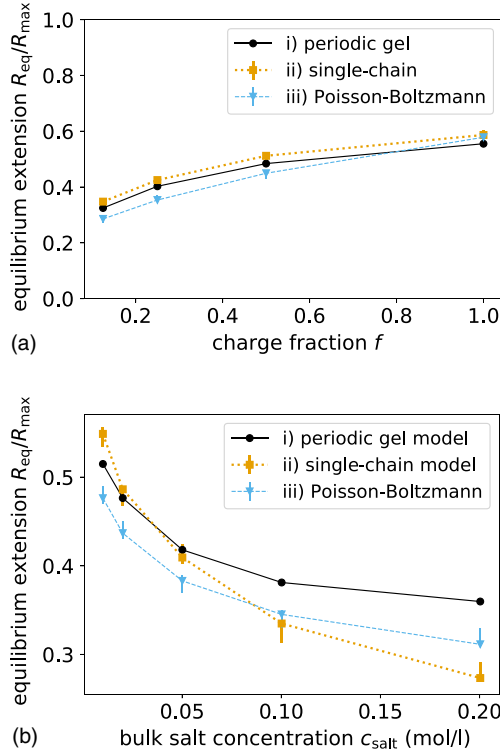 1.0
0.8
0.6
0.4
0.2
0.0
equilibrium extension R_eq/R_max
i) periodic gel
ii) single-chain
iii) Poisson-Boltzmann
0.2 0.4 0.6 0.8 1.0
(a) charge fraction f
0.5
0.4
0.3
equilibrium extension R_eq/R_max
i) periodic gel model
ii) single-chain model
iii) Poisson-Boltzmann
0.05 0.10 0.15 0.20
(b) bulk salt concentration c_salt (mol/l)